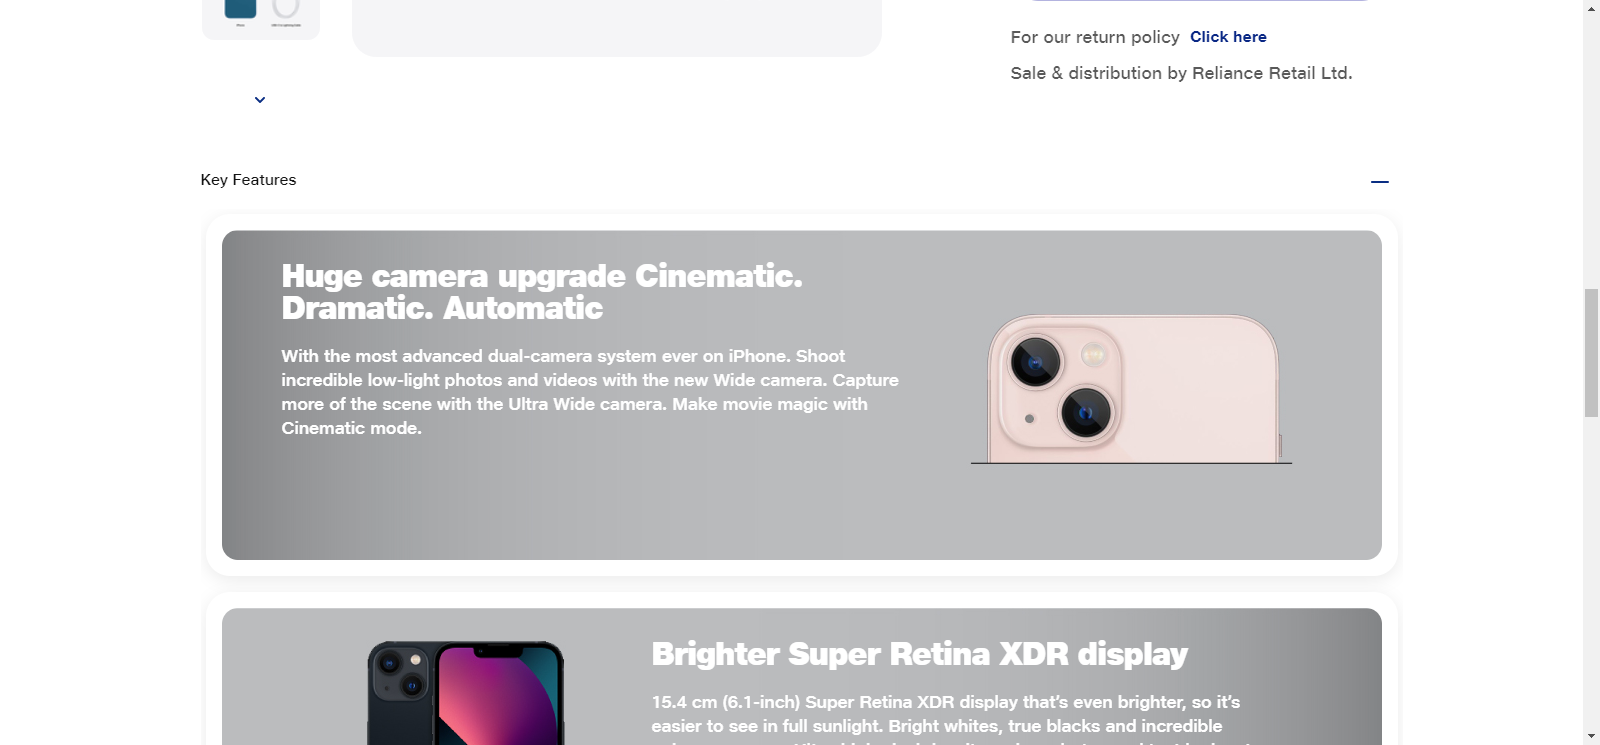 For our return policy Click here
Sale & distribution by Reliance Retail Ltd.
Key Features
Huge camera upgrade Cinematic.
Dramatic. Automatic
With the most advanced dual-camera system ever on iPhone. Shoot
incredible low-light photos and videos with the new Wide camera. Capture
more of the scene with the Ultra Wide camera. Make movie magic with
Cinematic mode.
Brighter Super Retina XDR display
15.4 cm (6.1-inch) Super Retina XDR display that's even brighter, so it's
easier to see in full sunlight. Bright whites, true blacks and incredible